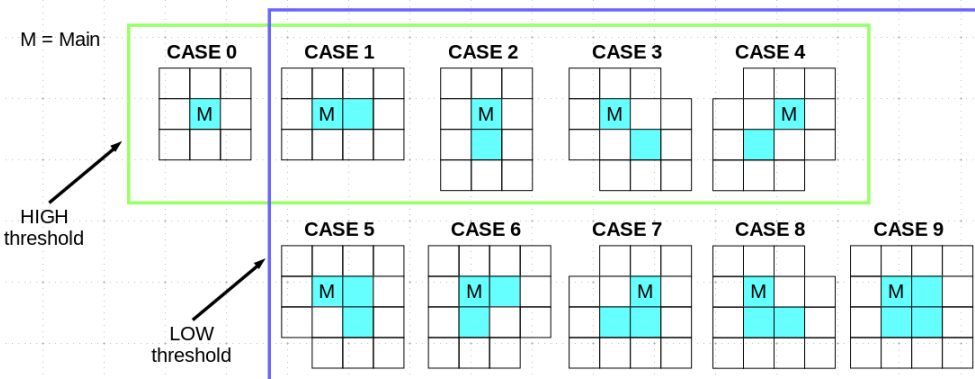 M = Main
CASE 0
CASE 1
CASE 2
CASE 3
CASE 4
M
M
M
M
M
HIGH
threshold
CASE 5
CASE 6
CASE 7
CASE 8
CASE 9
M
M
M
M
M
LOW
threshold